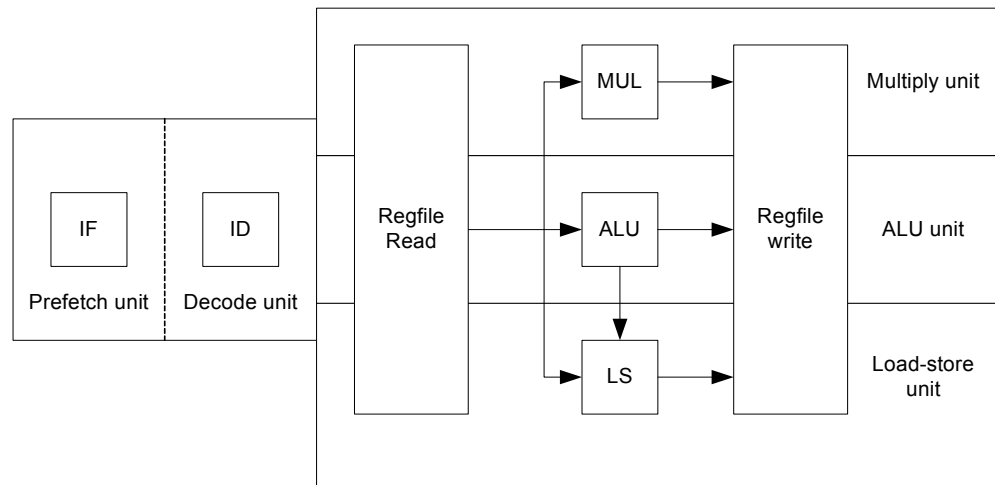 MUL
Multiply unit
IF
ID
Regfile
Read
ALU
Regfile
write
ALU unit
Prefetch unit
Decode unit
LS
Load-store
unit